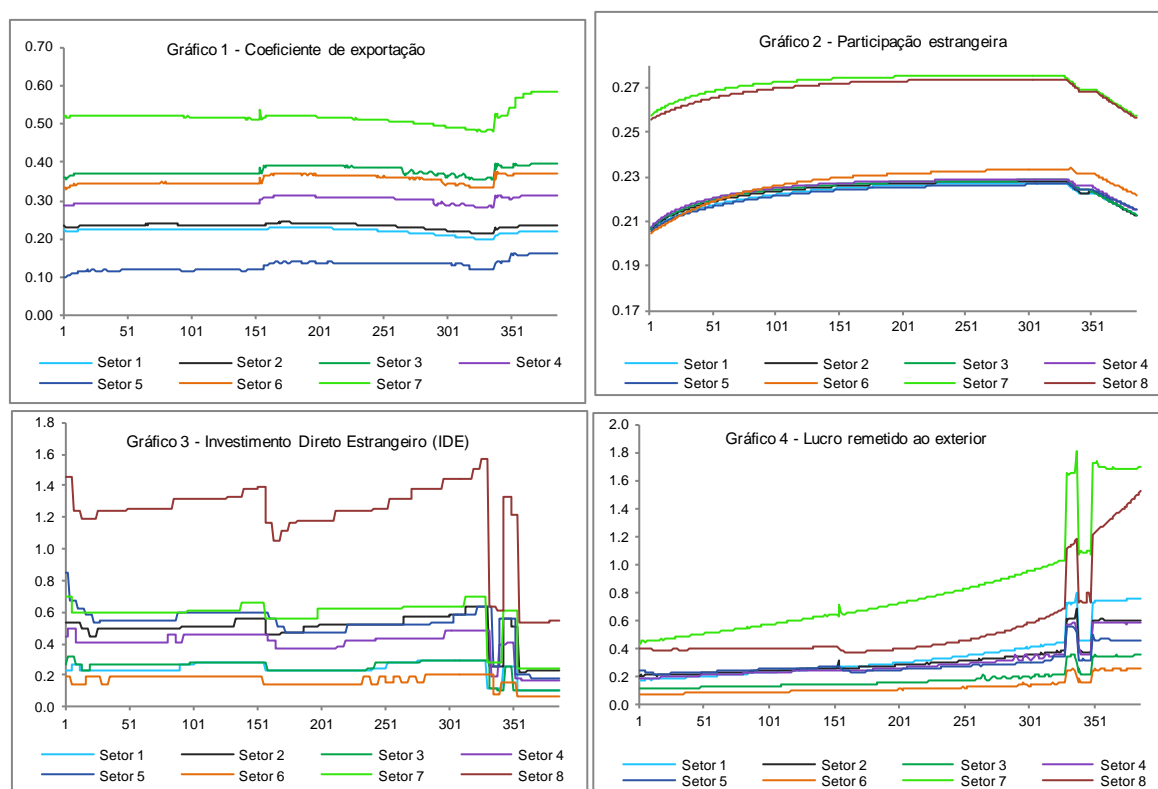 Gráfico 1 - Coeficiente de exportação
0.70
0.60
0.50
0.40
0.30
0.20
0.10
0.00
1 51 101 151 201 251 301 351
Setor 1 Setor 2 Setor 3 Setor 4
Setor 5 Setor 6 Setor 7
Gráfico 2 - Participação estrangeira
0.27
0.25
0.23
0.21
0.19
0.17
1 51 101 151 201 251 301 351
Setor 1 Setor 2 Setor 3 Setor 4
Setor 5 Setor 6 Setor 7 Setor 8
Gráfico 3 - Investimento Direto Estrangeiro (IDE)
1.8
1.6
1.4
1.2
1.0
0.8
0.6
0.4
0.2
0.0
1 51 101 151 201 251 301 351
Setor 1 Setor 2 Setor 3 Setor 4
Setor 5 Setor 6 Setor 7 Setor 8
Gráfico 4 - Lucro remetido ao exterior
2.0
1.8
1.6
1.4
1.2
1.0
0.8
0.6
0.4
0.2
0.0
1 51 101 151 201 251 301 351
Setor 1 Setor 2 Setor 3 Setor 4
Setor 5 Setor 6 Setor 7 Setor 8